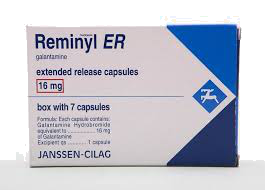 Reminyl ER
galantamine
extended release capsules
16 mg
box with 7 capsules
Formula: Each capsule contains:
Galantamine Hydrobromide
equivalent to .................. 16 mg
of Galantamine
Excipient qs ............ 1 capsule
JANSSEN-CILAG